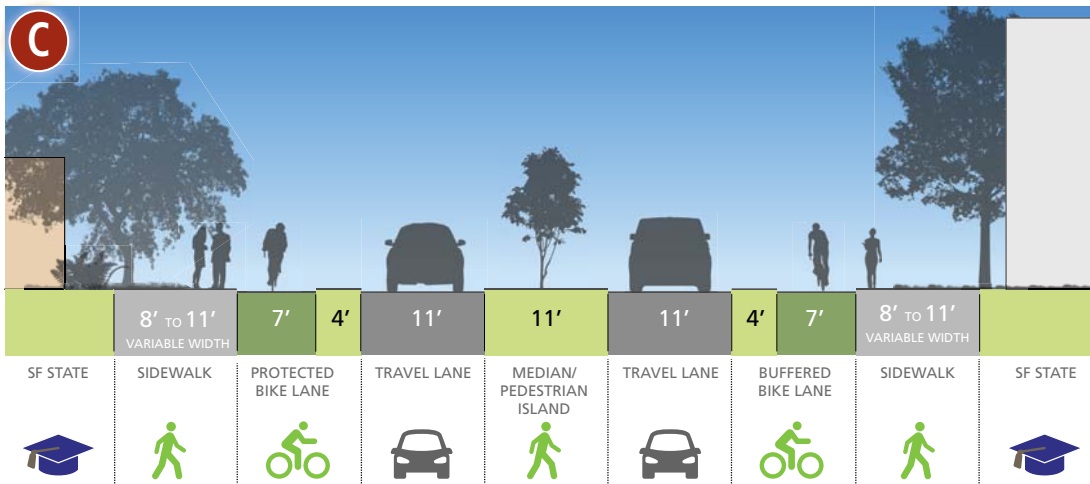 C
8’ TO 11’
VARIABLE WIDTH
7’
4’
11’
11’
11’
4’
7’
8’ TO 11’
VARIABLE WIDTH
SF STATE
SIDEWALK
PROTECTED
BIKE LANE
TRAVEL LANE
MEDIAN/
PEDESTRIAN
ISLAND
TRAVEL LANE
BUFFERED
BIKE LANE
SIDEWALK
SF STATE